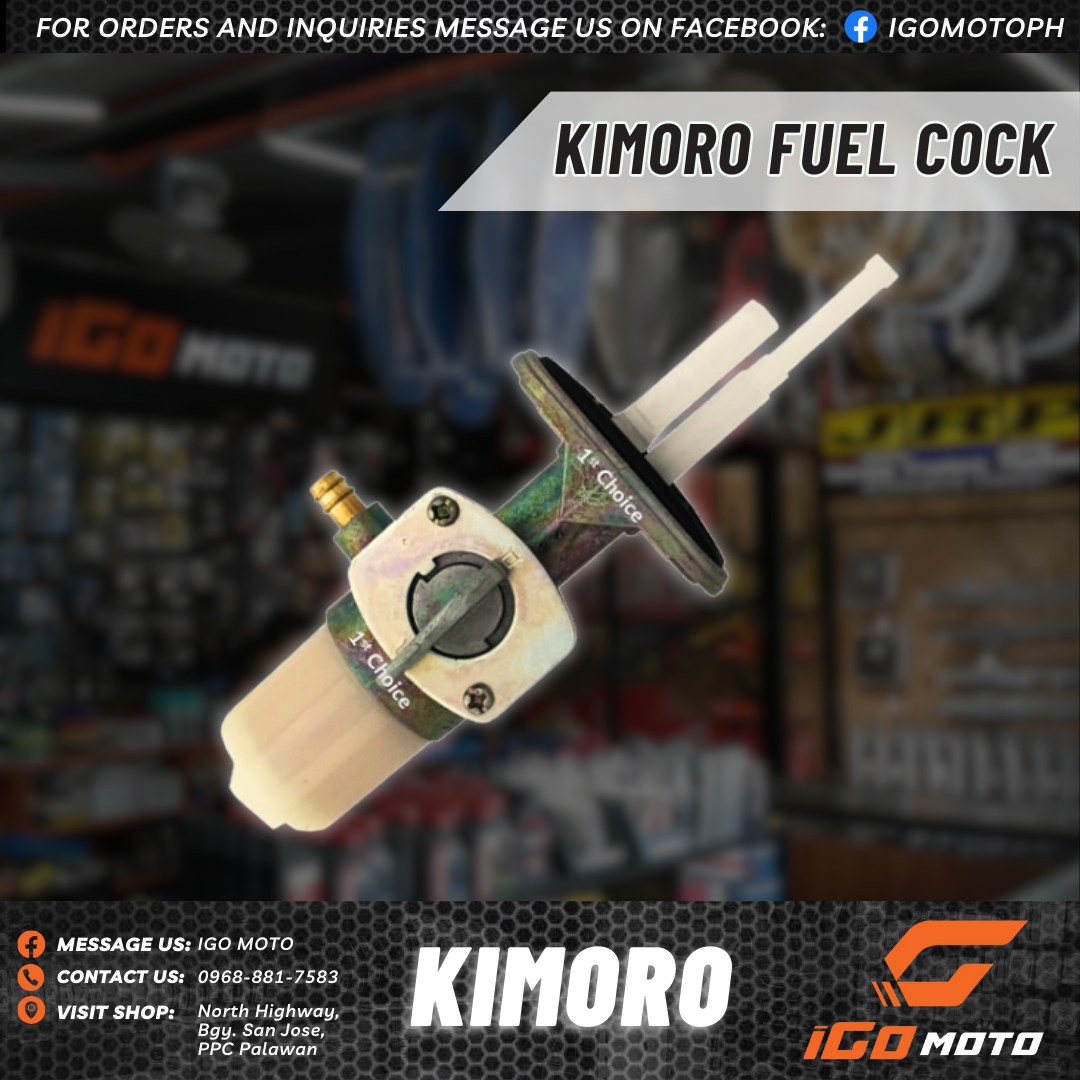 FOR ORDERS AND INQUIRIES MESSAGE US ON FACEBOOK: IGOMOTOPH
KIMORO FUEL COCK
iGO MOTO
JRP
1st Choice
1st Choice
MESSAGE US: IGO MOTO
CONTACT US: 0968-881-7583
VISIT SHOP: North Highway,
Bgy. San Jose,
PPC Palawan
KIMORO
iGO MOTO